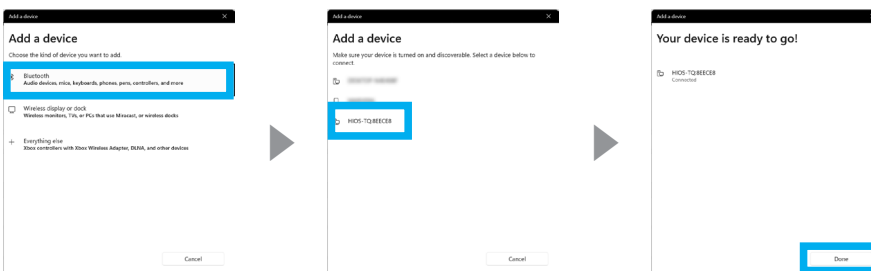 Add a device
Add a device
Choose the kind of device you want to add.
Bluetooth
Audio devices, mice, keyboards, phones, pens, controllers, and more
Wireless display or dock
Wireless monitors, TVs, or PCs that use Miracast, or wireless docks
Everything else
Xbox controllers with Xbox Wireless Adapter, DLNA, and other devices
Cancel
Add a device
Add a device
Make sure your device is turned on and discoverable. Select a device below to
connect.
HIOS-TQ:8EECE8
Cancel
Add a device
Your device is ready to go!
HIOS-TQ:8EECE8
Connected
Done